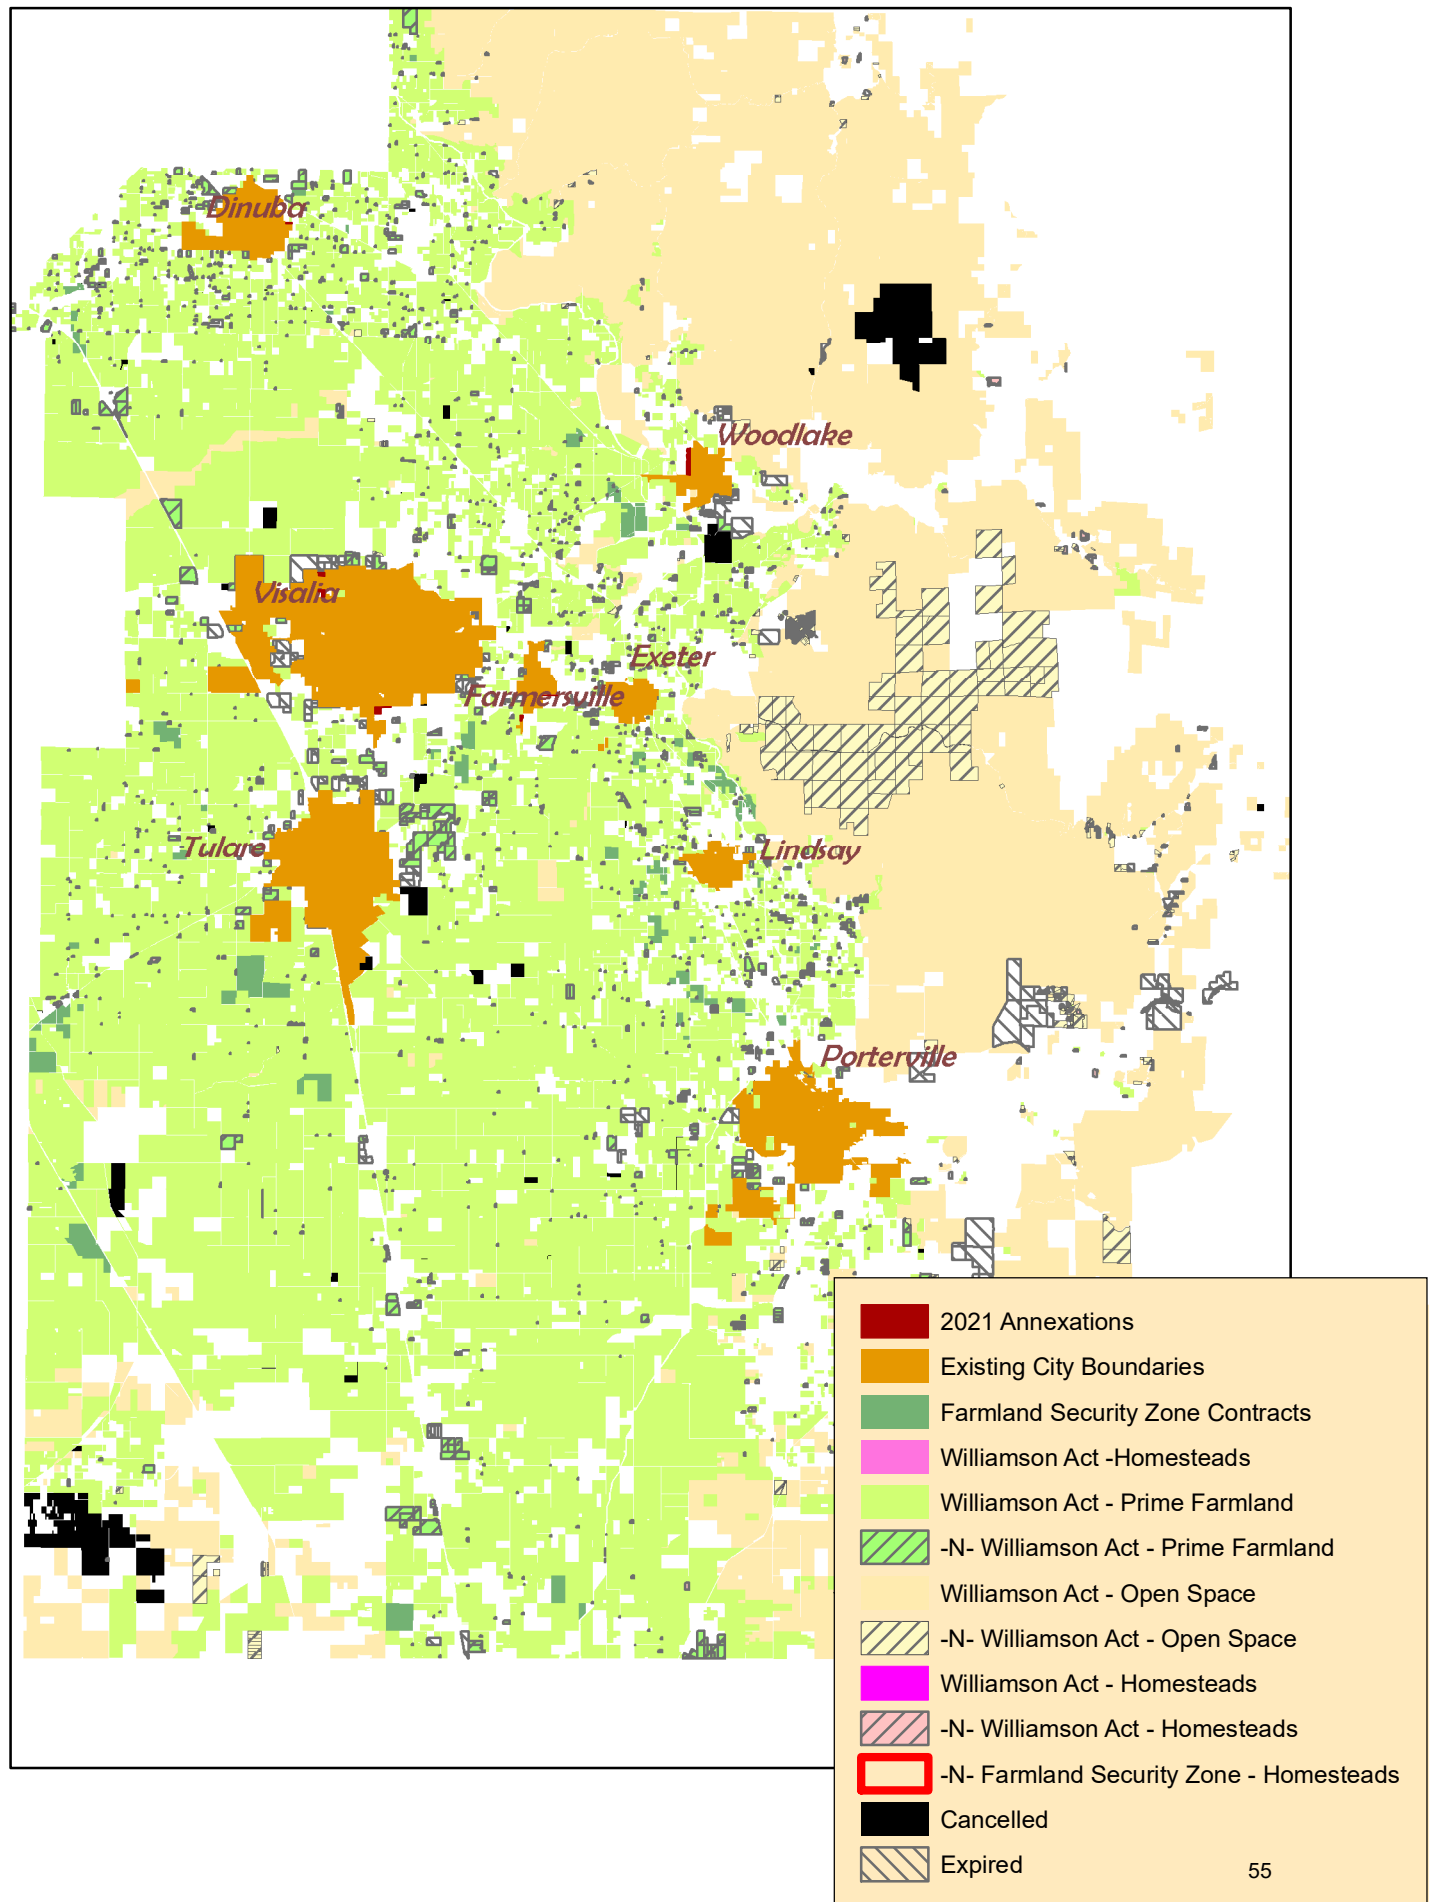 Dinuba
Woodlake
Visalia
Exeter
Farmersville
Tulare
Lindsay
Porterville
2021 Annexations
Existing City Boundaries
Farmland Security Zone Contracts
Williamson Act -Homesteads
Williamson Act - Prime Farmland
-N- Williamson Act - Prime Farmland
Williamson Act - Open Space
-N- Williamson Act - Open Space
Williamson Act - Homesteads
-N- Williamson Act - Homesteads
-N- Farmland Security Zone - Homesteads
Cancelled
Expired
55